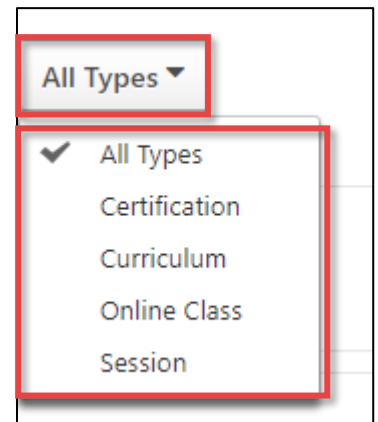 All Types
All Types
Certification
Curriculum
Online Class
Session